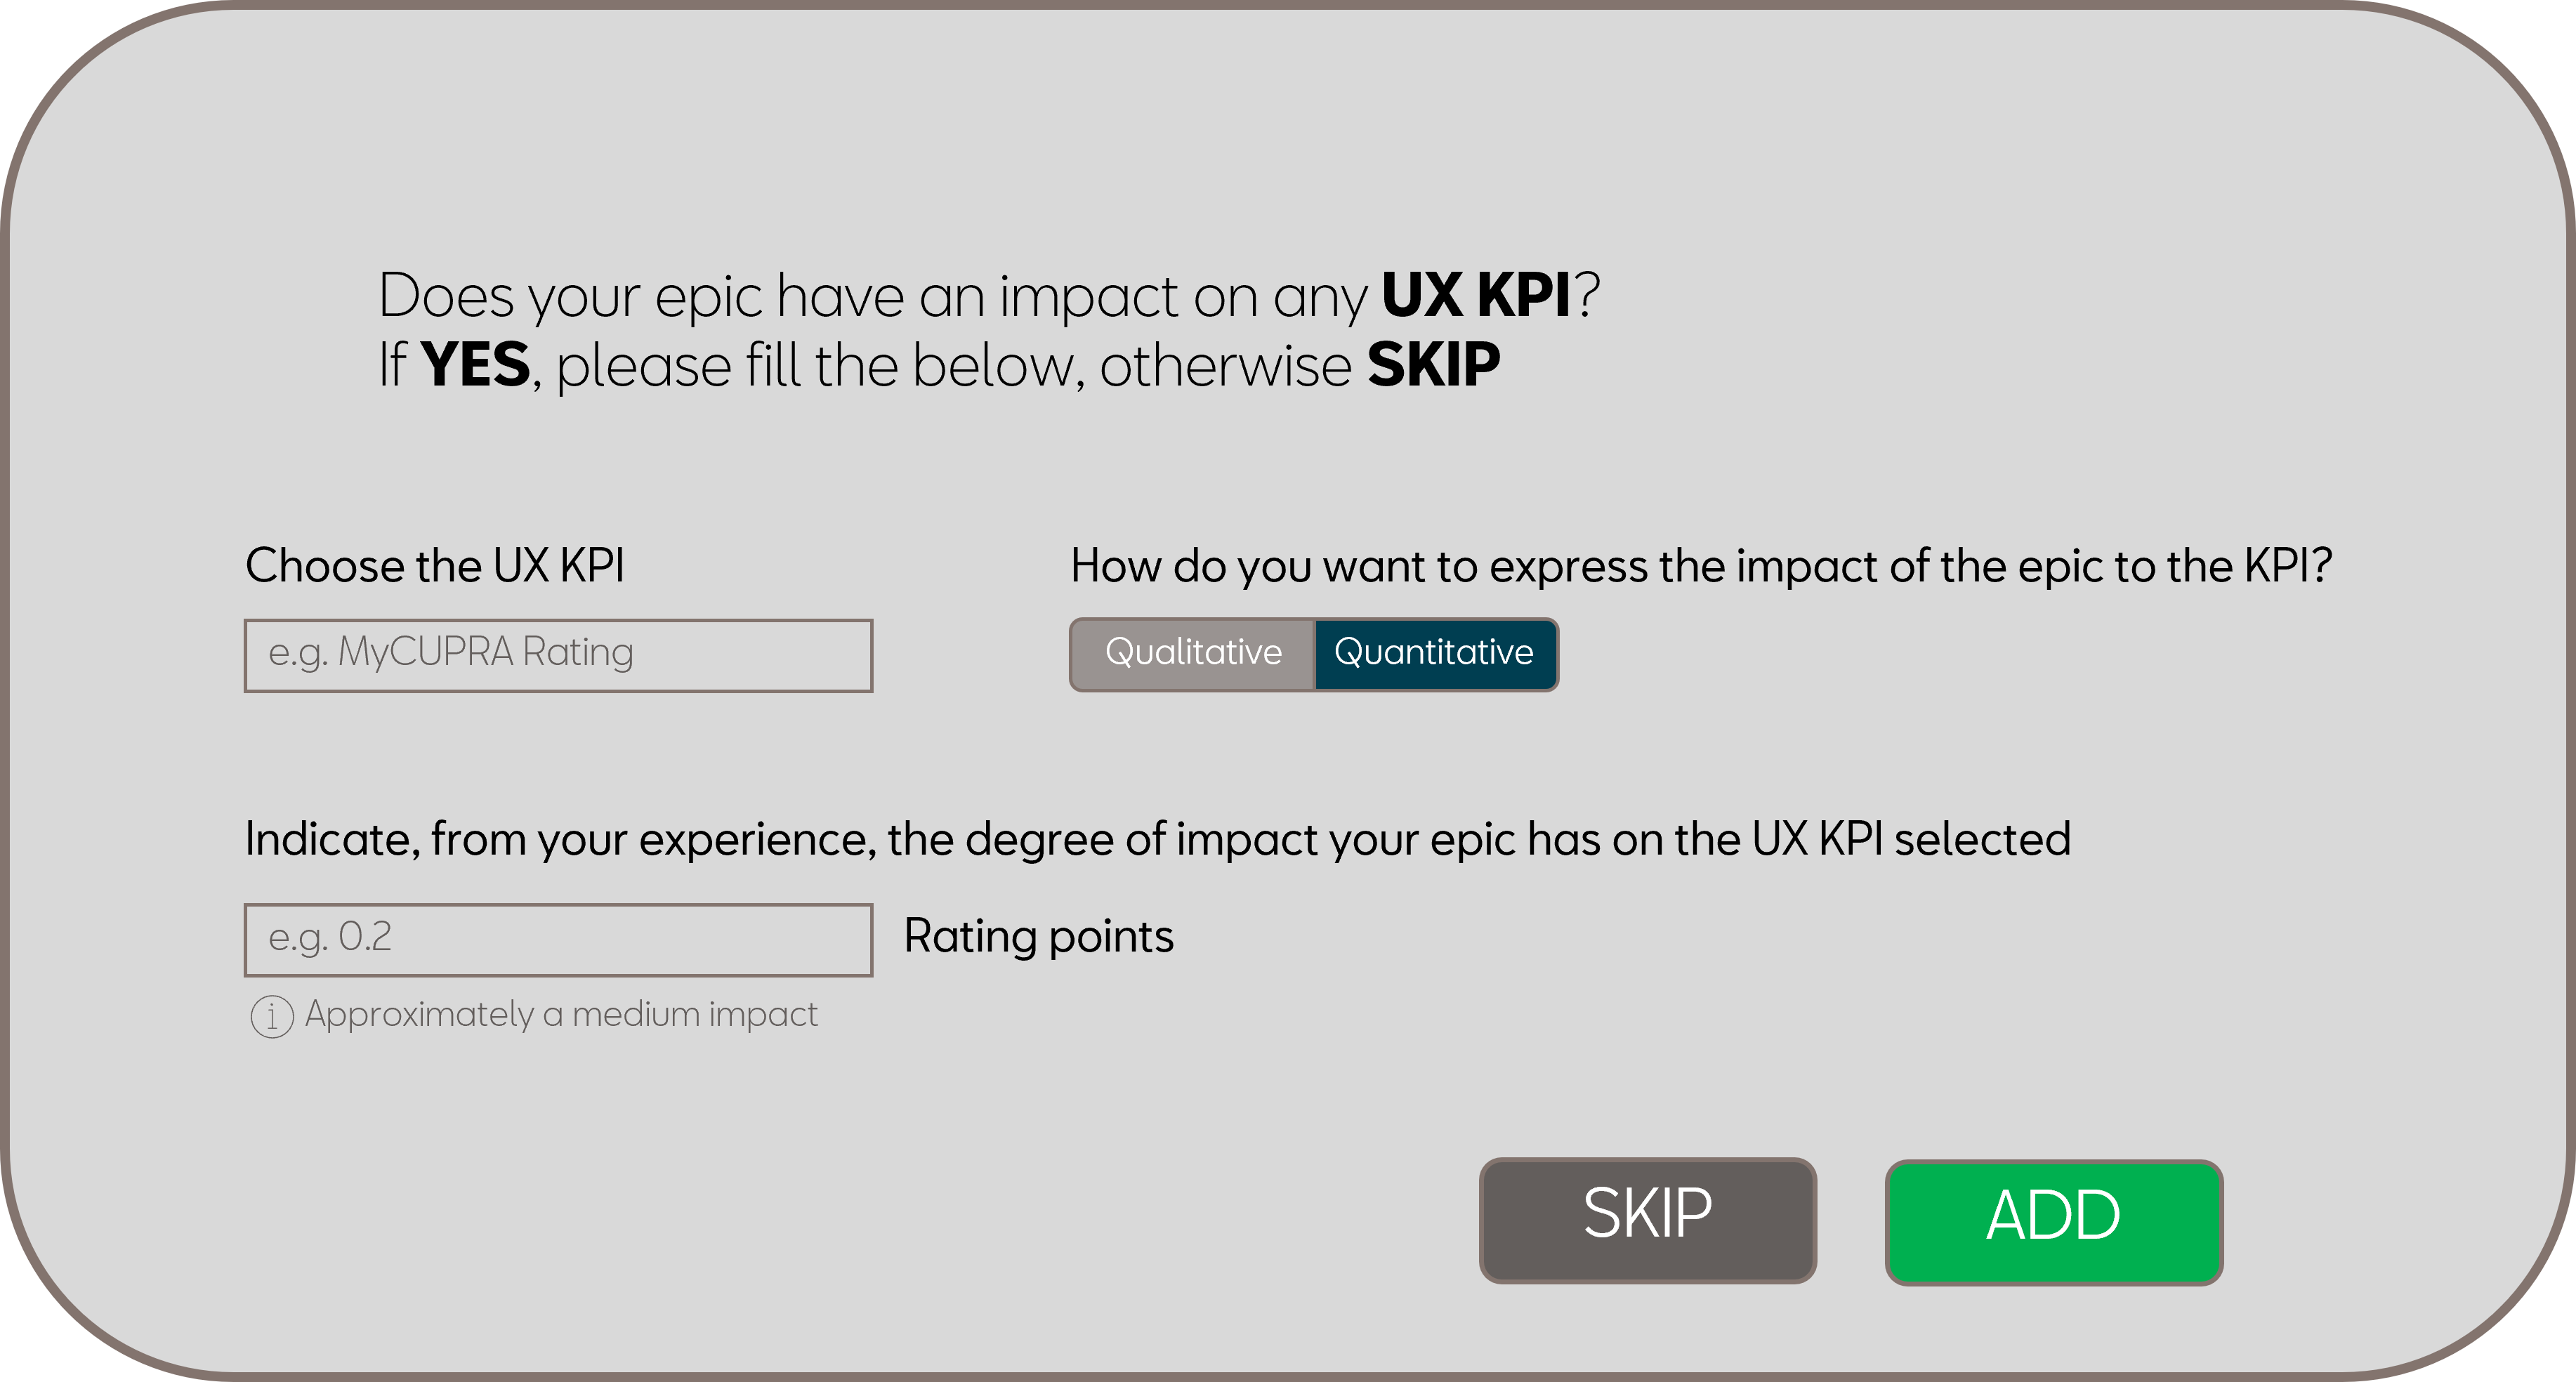 Does your epic have an impact on any UX KPI?
If YES, please fill the below, otherwise SKIP
Choose the UX KPI
How do you want to express the impact of the epic to the KPI?
e.g. MyCUPRA Rating
Qualitative Quantitative
Indicate, from your experience, the degree of impact your epic has on the UX KPI selected
e.g. 0.2 Rating points
i Approximately a medium impact
SKIP ADD